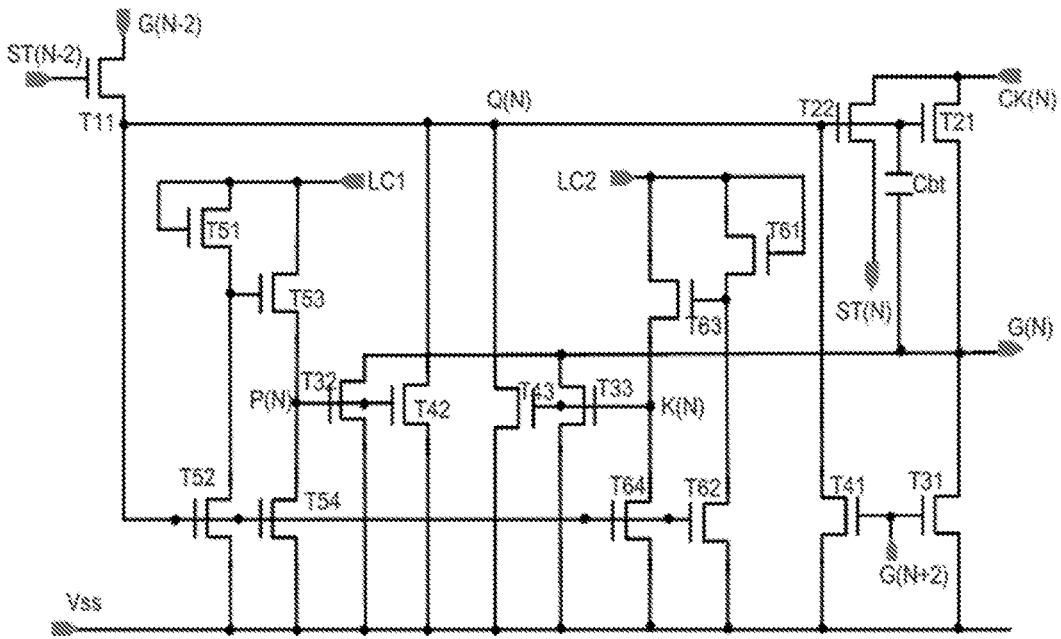 G(N-2)
ST(N-2)
T11
Q(N)
T22
CK(N)
T21
LC1
LC2
Cbt
T51
T61
T53
T63
ST(N)
G(N)
T32
P(N)
T42
T43
T33
K(N)
T52
T54
T64
T62
T41
T31
G(N+2)
Vss